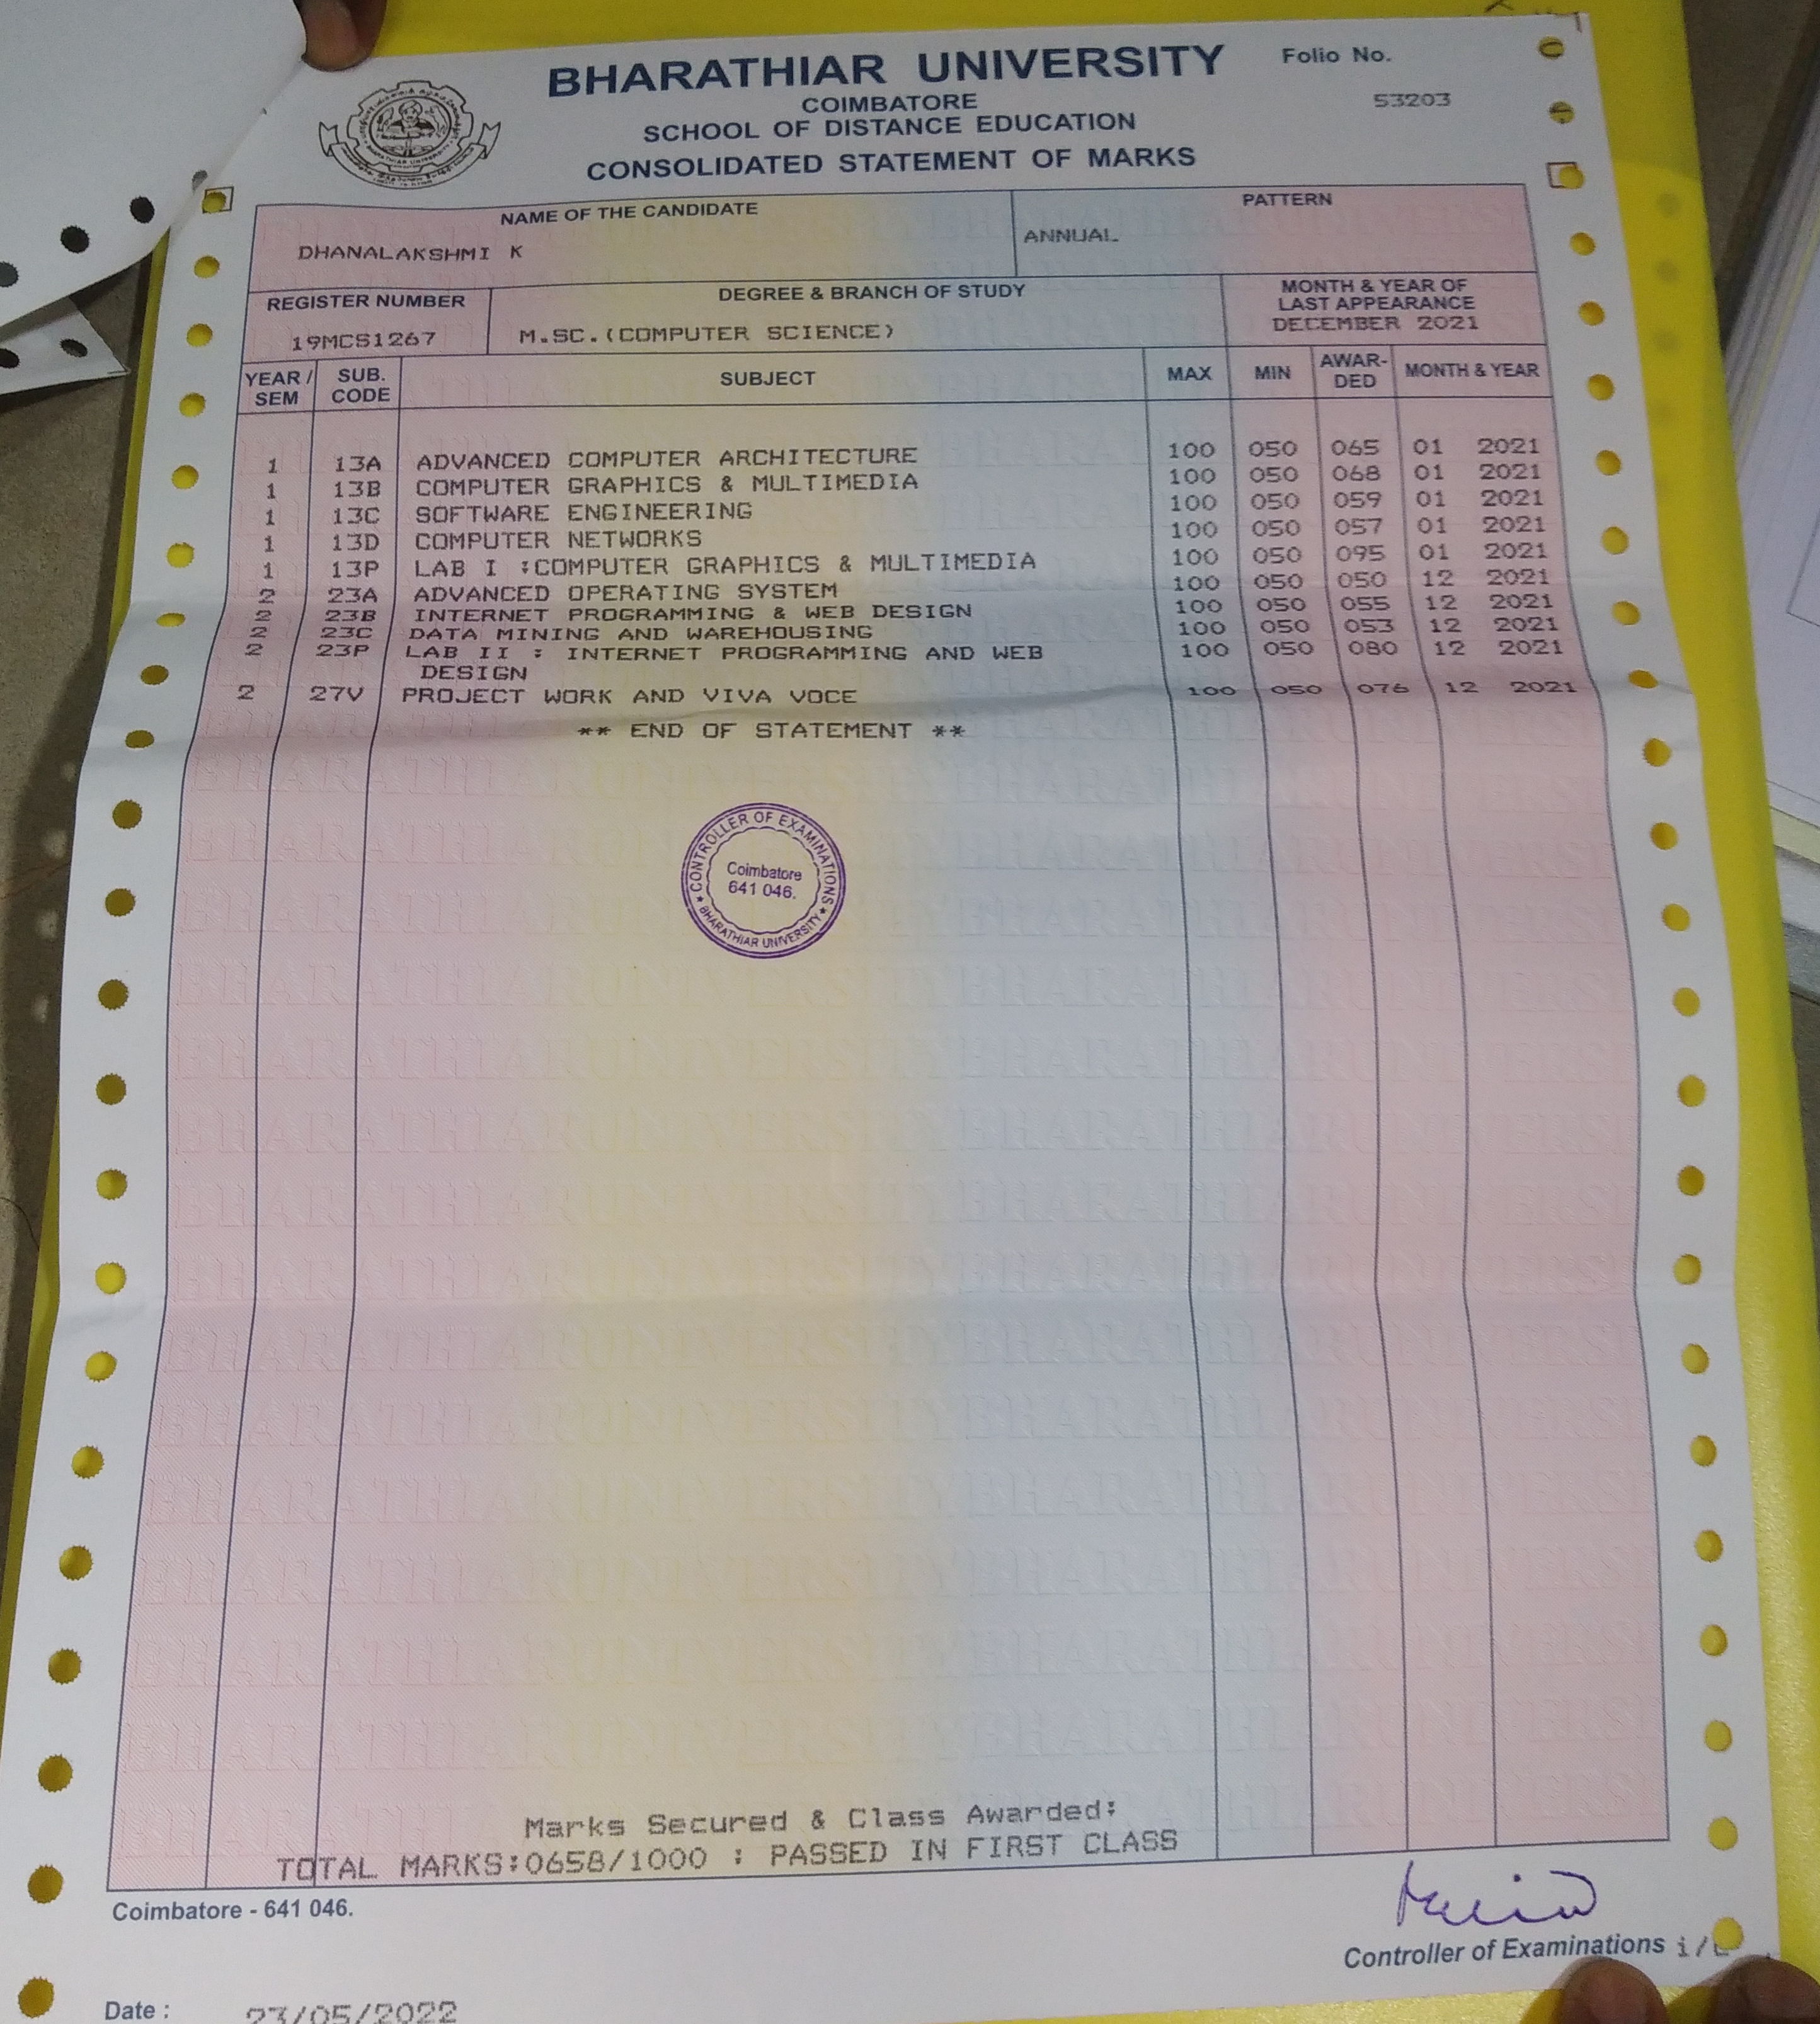 BHARATHIAR UNIVERSITY
Folio No.
53203
COIMBATORE
SCHOOL OF DISTANCE EDUCATION
CONSOLIDATED STATEMENT OF MARKS
NAME OF THE CANDIDATE PATTERN
DHANALAKSHMI K ANNUAL
REGISTER NUMBER DEGREE & BRANCH OF STUDY MONTH & YEAR OF LAST APPEARANCE
19MCS1267 M.SC.(COMPUTER SCIENCE) DECEMBER 2021
YEAR / SEM SUB. CODE SUBJECT MAX MIN AWAR-DED MONTH & YEAR
1 13A ADVANCED COMPUTER ARCHITECTURE 100 050 065 01 2021
1 13B COMPUTER GRAPHICS & MULTIMEDIA 100 050 068 01 2021
1 13C SOFTWARE ENGINEERING 100 050 059 01 2021
1 13D COMPUTER NETWORKS 100 050 057 01 2021
1 13P LAB I :COMPUTER GRAPHICS & MULTIMEDIA 100 050 095 01 2021
2 23A ADVANCED OPERATING SYSTEM 100 050 050 12 2021
2 23B INTERNET PROGRAMMING & WEB DESIGN 100 050 055 12 2021
2 23C DATA MINING AND WAREHOUSING 100 050 053 12 2021
2 23P LAB II : INTERNET PROGRAMMING AND WEB 100 050 080 12 2021
DESIGN
2 27V PROJECT WORK AND VIVA VOCE 100 050 076 12 2021
** END OF STATEMENT **
CONTROLLER OF EXAMINATIONS
Coimbatore
641 046.
★ BHARATHIAR UNIVERSITY ★
Marks Secured & Class Awarded:
TOTAL MARKS:0658/1000 : PASSED IN FIRST CLASS
Coimbatore - 641 046.
Controller of Examinations
Date : 23/05/2022